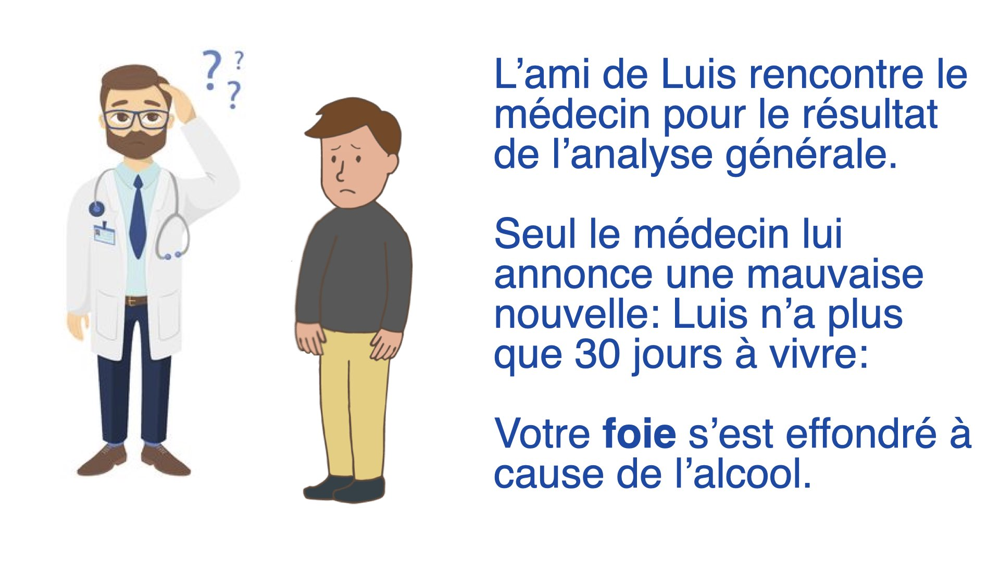 ? ?
?
L’ami de Luis rencontre le
médecin pour le résultat
de l’analyse générale.
Seul le médecin lui
annonce une mauvaise
nouvelle: Luis n’a plus
que 30 jours à vivre:
Votre foie s’est effondré à
cause de l’alcool.